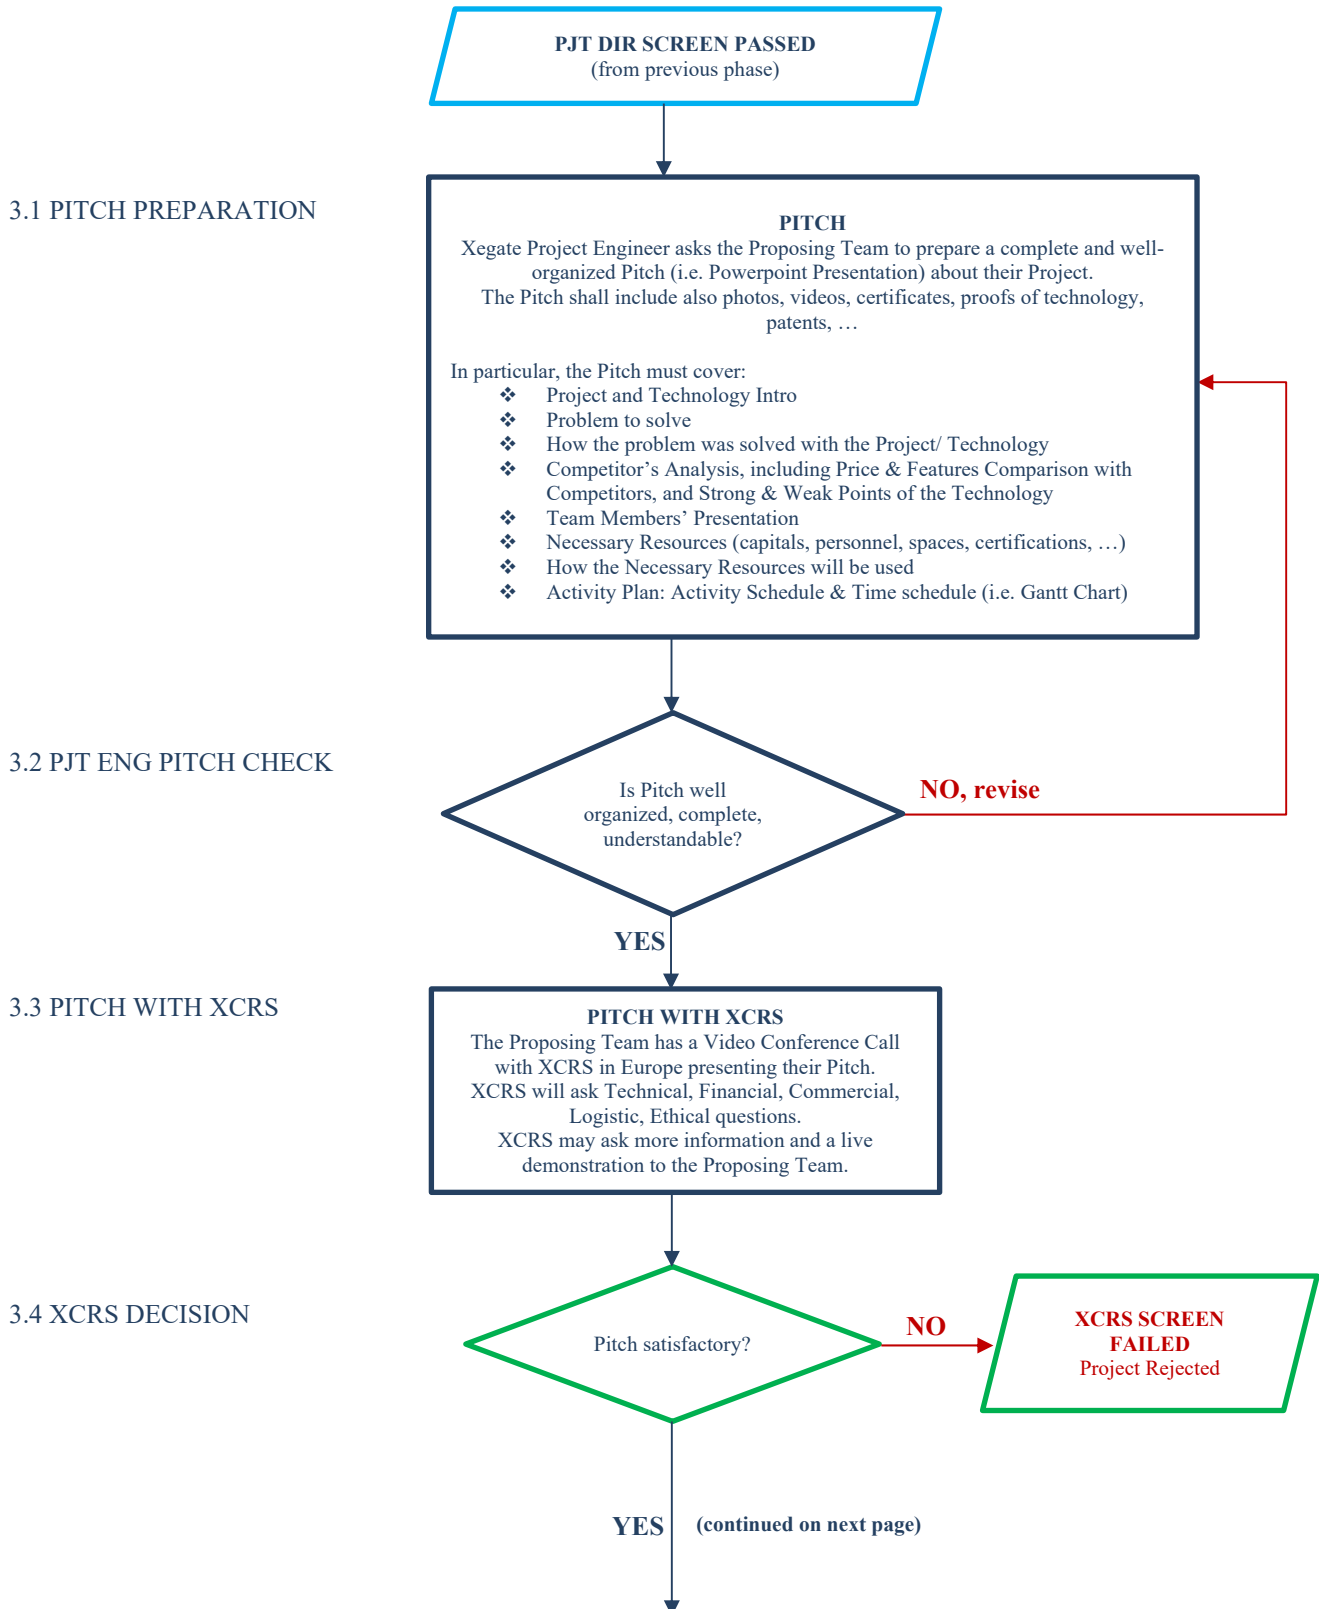 PJT DIR SCREEN PASSED
(from previous phase)
3.1 PITCH PREPARATION
PITCH
Xegate Project Engineer asks the Proposing Team to prepare a complete and well-
organized Pitch (i.e. Powerpoint Presentation) about their Project.
The Pitch shall include also photos, videos, certificates, proofs of technology,
patents, …
In particular, the Pitch must cover:
❖ Project and Technology Intro
❖ Problem to solve
❖ How the problem was solved with the Project/ Technology
❖ Competitor’s Analysis, including Price & Features Comparison with
Competitors, and Strong & Weak Points of the Technology
❖ Team Members’ Presentation
❖ Necessary Resources (capitals, personnel, spaces, certifications, …)
❖ How the Necessary Resources will be used
❖ Activity Plan: Activity Schedule & Time schedule (i.e. Gantt Chart)
3.2 PJT ENG PITCH CHECK
Is Pitch well
organized, complete,
understandable?
NO, revise
YES
3.3 PITCH WITH XCRS
PITCH WITH XCRS
The Proposing Team has a Video Conference Call
with XCRS in Europe presenting their Pitch.
XCRS will ask Technical, Financial, Commercial,
Logistic, Ethical questions.
XCRS may ask more information and a live
demonstration to the Proposing Team.
3.4 XCRS DECISION
Pitch satisfactory?
NO
XCRS SCREEN
FAILED
Project Rejected
YES
(continued on next page)